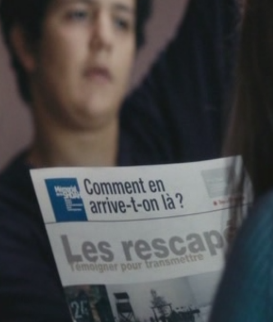 Comment en
arrive-t-on là ?
Les rescap
Témoigner pour transmettre